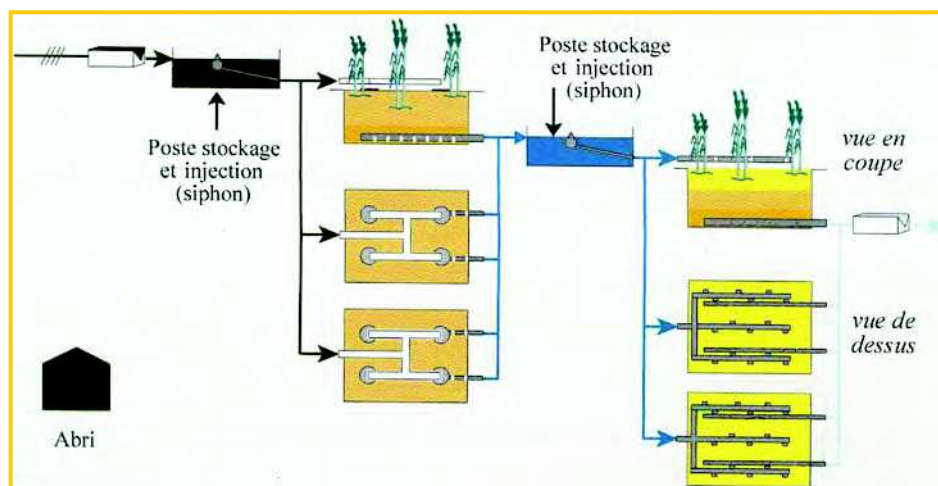 Poste stockage
et injection
(siphon)
Poste stockage
et injection
(siphon)
vue en
coupe
vue de
dessus
Abri